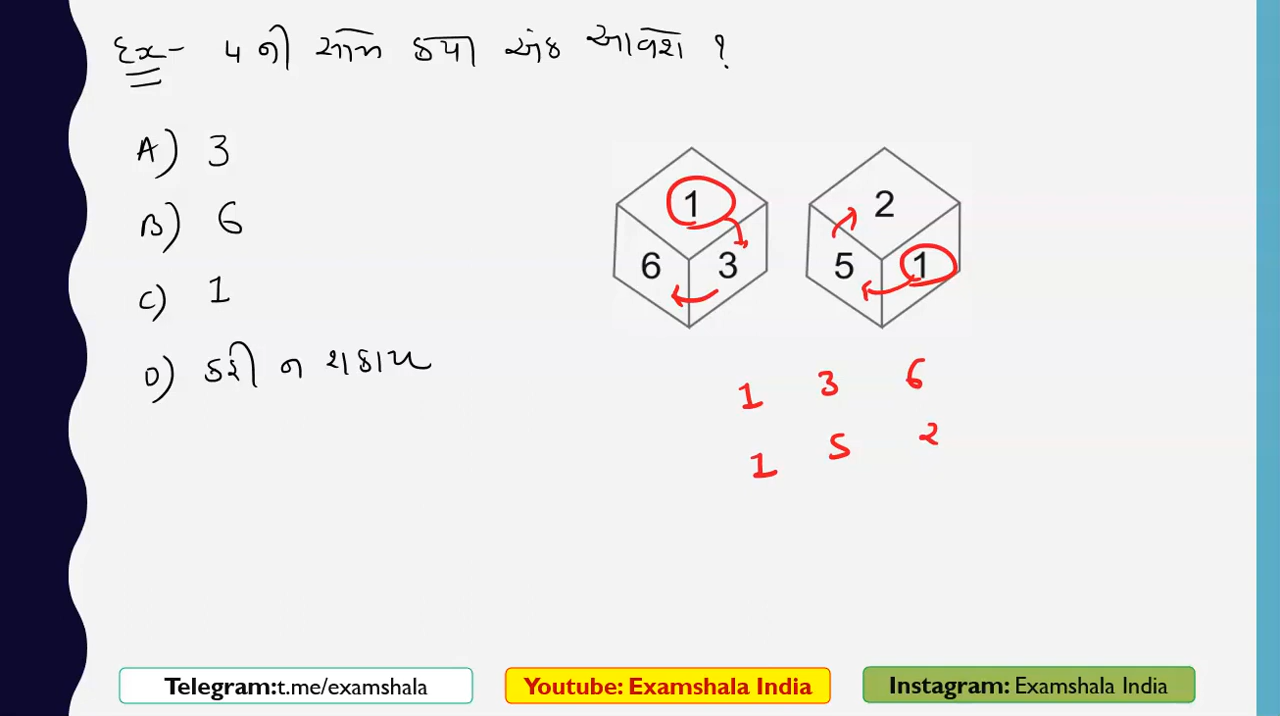 Ex- 4 ની સામે કયો અંક આવશે ?
A) 3
B) 6
C) 1
D) કહી ન શકાય
1
6 3
2
5 1
1 3 6
1 5 2
Telegram:t.me/examshala
Youtube: Examshala India
Instagram: Examshala India